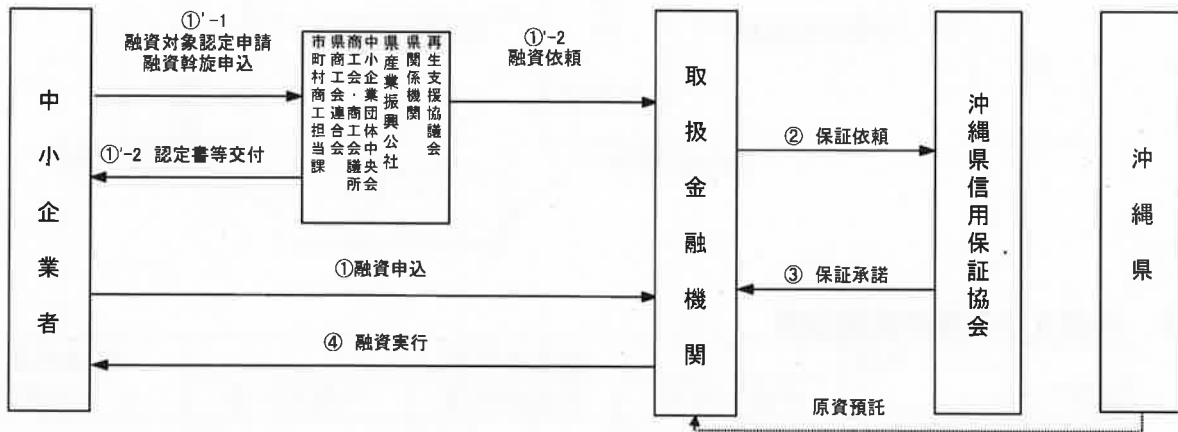 ①'-1
融資対象認定申請
融資斡旋申込
①'-2
融資依頼
再生支援協議会
県関係機関
県産業振興公社
中小企業団体中央会
商工会・商工会議所
県商工会連合会
市町村商工担当課
①'-2 認定書等交付
中小企業者
取扱金融機関
② 保証依頼
沖縄県信用保証協会
沖縄県
①融資申込
③ 保証承諾
④ 融資実行
原資預託